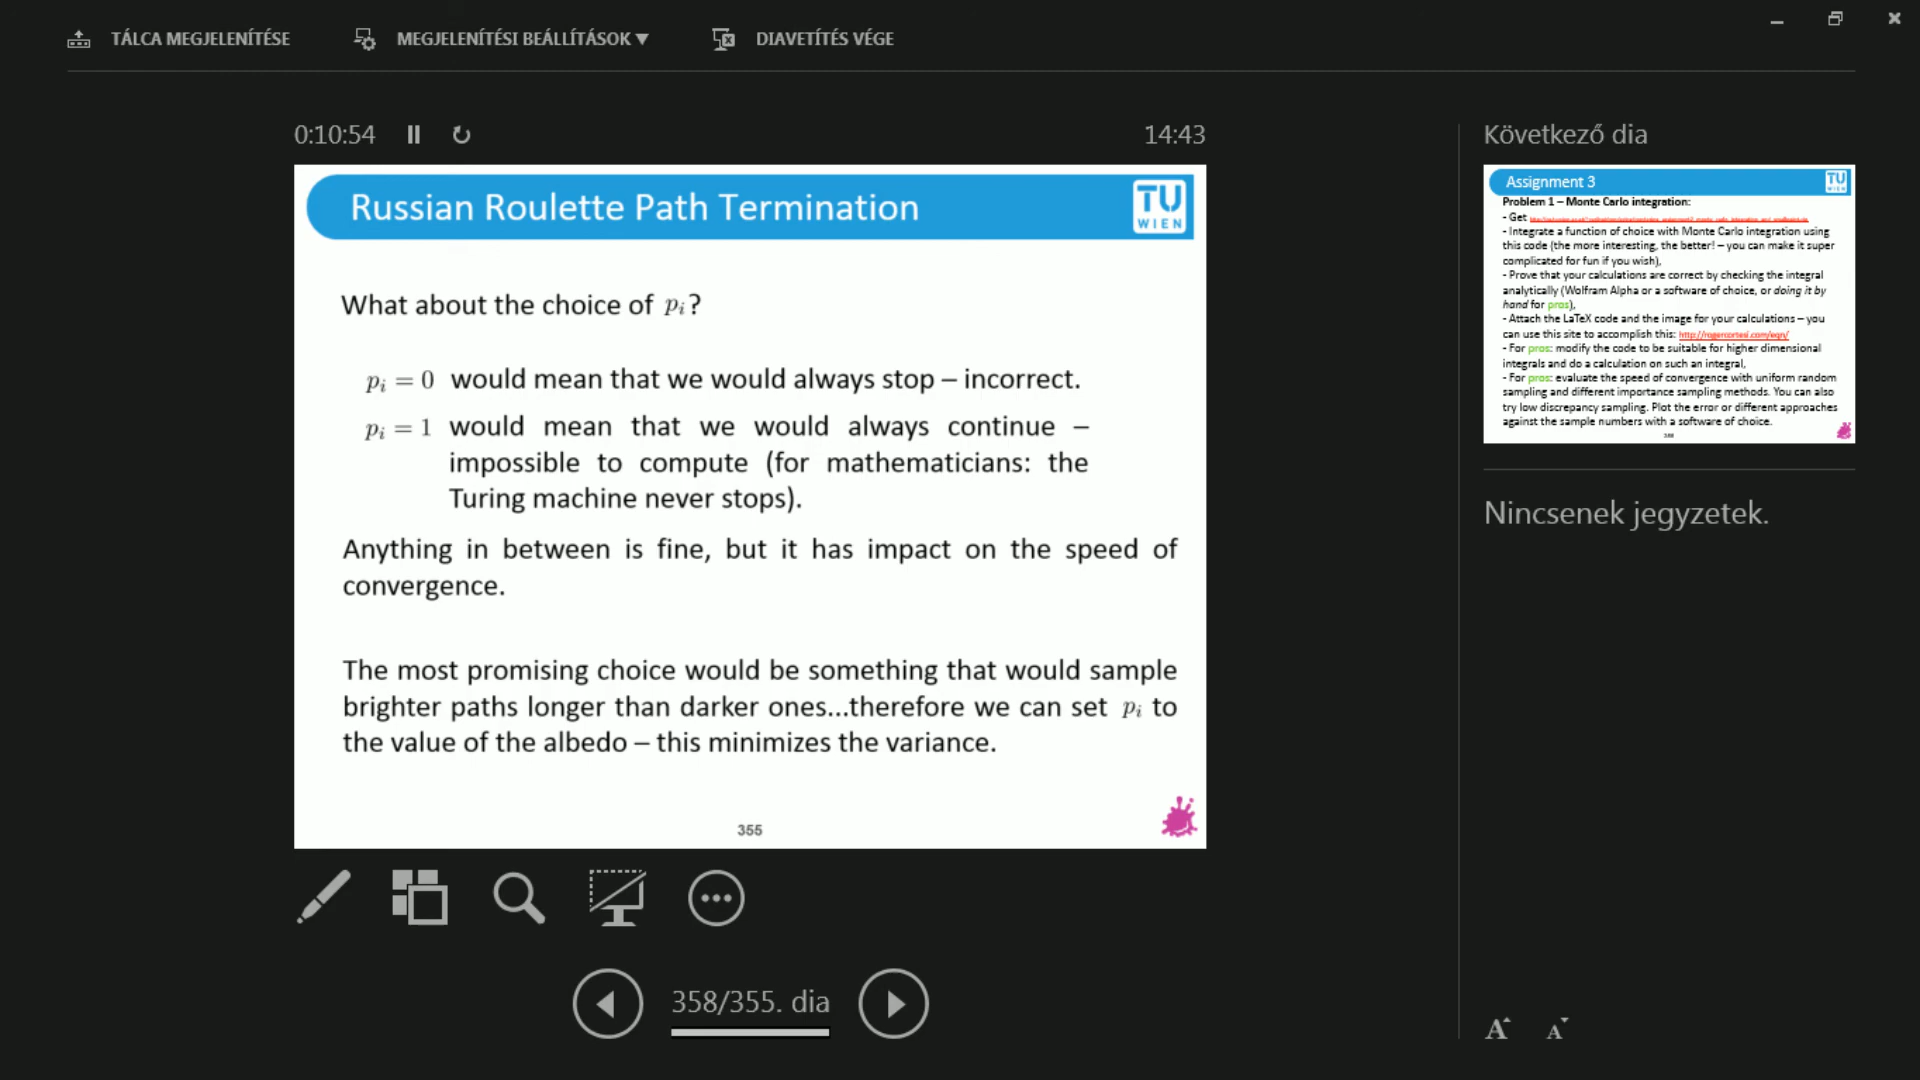 TÁLCA MEGJELENÍTÉSE
MEGJELENÍTÉSI BEÁLLÍTÁSOK
DIAVETÍTÉS VÉGE
0:10:54
14:43
Russian Roulette Path Termination
TU
WIEN
What about the choice of p_i?
p_i = 0 would mean that we would always stop – incorrect.
p_i = 1 would mean that we would always continue –
impossible to compute (for mathematicians: the
Turing machine never stops).
Anything in between is fine, but it has impact on the speed of
convergence.
The most promising choice would be something that would sample
brighter paths longer than darker ones...therefore we can set p_i to
the value of the albedo – this minimizes the variance.
355
358/355. dia
Következő dia
Assignment 3
TU
WIEN
Problem 1 – Monte Carlo integration:
- Get
- Integrate a function of choice with Monte Carlo integration using
this code (the more interesting, the better! – you can make it super
complicated for fun if you wish),
- Prove that your calculations are correct by checking the integral
analytically (Wolfram Alpha or a software of choice, or doing it by
hand for pros),
- Attach the LaTeX code and the image for your calculations – you
can use this site to accomplish this: http://rogercortesi.com/eqn/
- For pros: modify the code to be suitable for higher dimensional
integrals and do a calculation on such an integral,
- For pros: evaluate the speed of convergence with uniform random
sampling and different importance sampling methods. You can also
try low discrepancy sampling. Plot the error or different approaches
against the sample numbers with a software of choice.
Nincsenek jegyzetek.
A
A